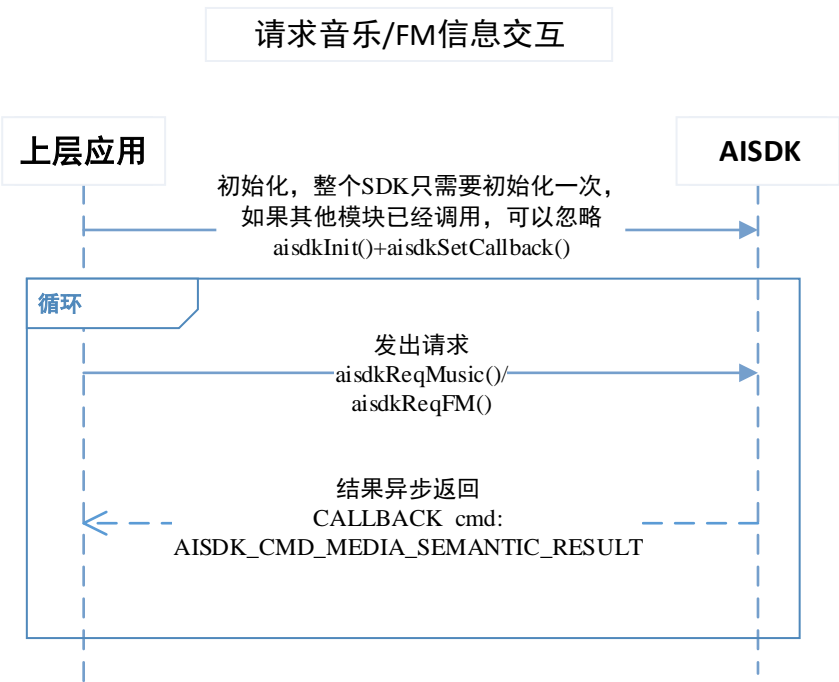 请求音乐/FM信息交互
上层应用
AISDK
初始化，整个SDK只需要初始化一次，
如果其他模块已经调用，可以忽略
aisdkInit()+aisdkSetCallback()
循环
发出请求
aisdkReqMusic()/
aisdkReqFM()
结果异步返回
CALLBACK cmd:
AISDK_CMD_MEDIA_SEMANTIC_RESULT